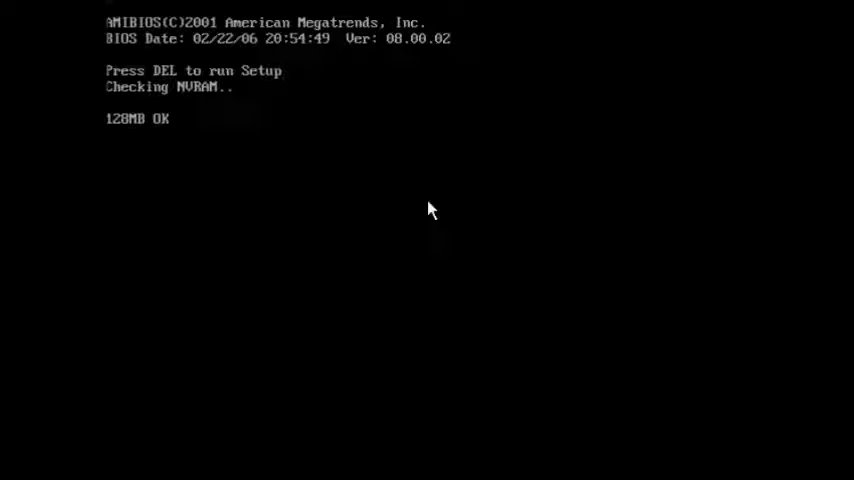 AMIBIOS(C)2001 American Megatrends, Inc.
BIOS Date: 02/22/06 20:54:49  Ver: 08.00.02
Press DEL to run Setup
Checking NVRAM..
128MB OK